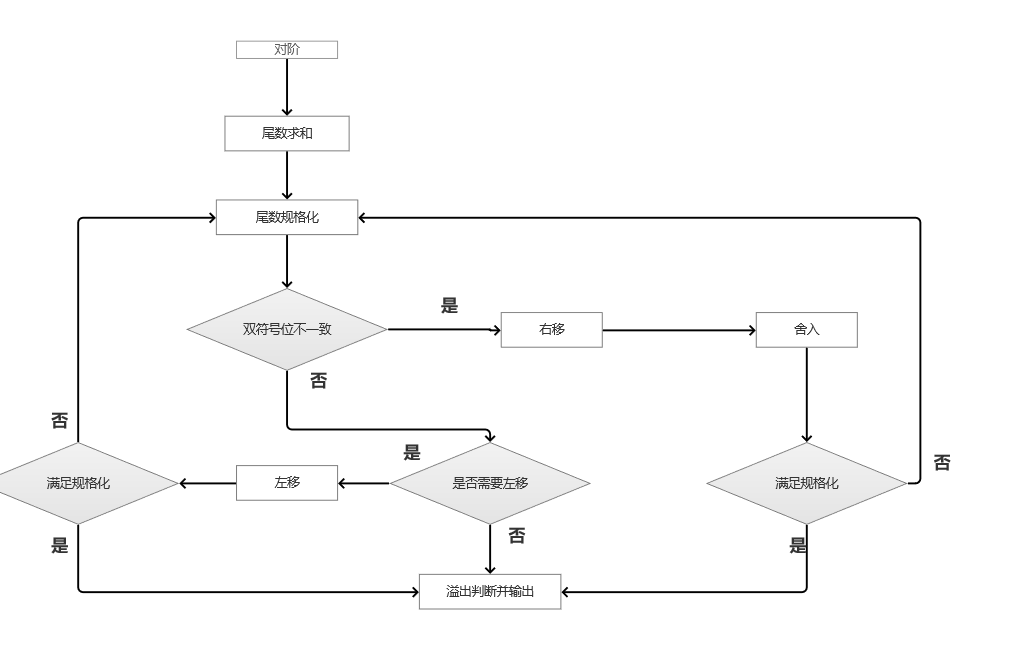 对阶
尾数求和
尾数规格化
是
双符号位不一致
右移
舍入
否
否
是
否
满足规格化
左移
是否需要左移
满足规格化
否
是
是
溢出判断并输出